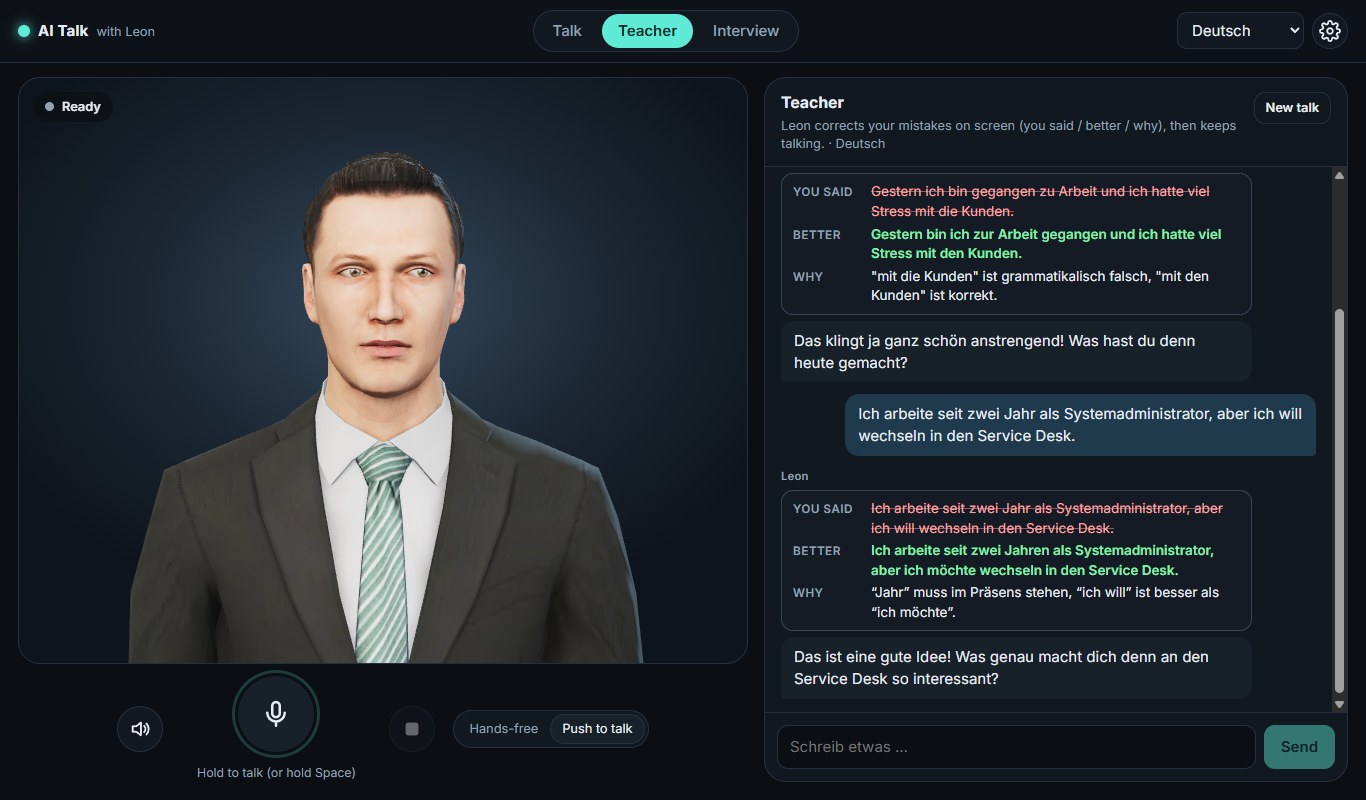 AI Talk with Leon
Talk
Teacher
Interview
Deutsch
Ready
Hold to talk (or hold Space)
Hands-free
Push to talk
Teacher
New talk
Leon corrects your mistakes on screen (you said / better / why), then keeps
talking. · Deutsch
YOU SAID Gestern ich bin gegangen zu Arbeit und ich hatte viel
Stress mit die Kunden.
BETTER Gestern bin ich zur Arbeit gegangen und ich hatte viel
Stress mit den Kunden.
WHY "mit die Kunden" ist grammatikalisch falsch, "mit den
Kunden" ist korrekt.
Das klingt ja ganz schön anstrengend! Was hast du denn
heute gemacht?
Ich arbeite seit zwei Jahr als Systemadministrator, aber ich will
wechseln in den Service Desk.
Leon
YOU SAID Ich arbeite seit zwei Jahr als Systemadministrator, aber
ich will wechseln in den Service Desk.
BETTER Ich arbeite seit zwei Jahren als Systemadministrator,
aber ich möchte wechseln in den Service Desk.
WHY “Jahr” muss im Präsens stehen, “ich will” ist besser als
“ich möchte”.
Das ist eine gute Idee! Was genau macht dich denn an den
Service Desk so interessant?
Schreib etwas ...
Send